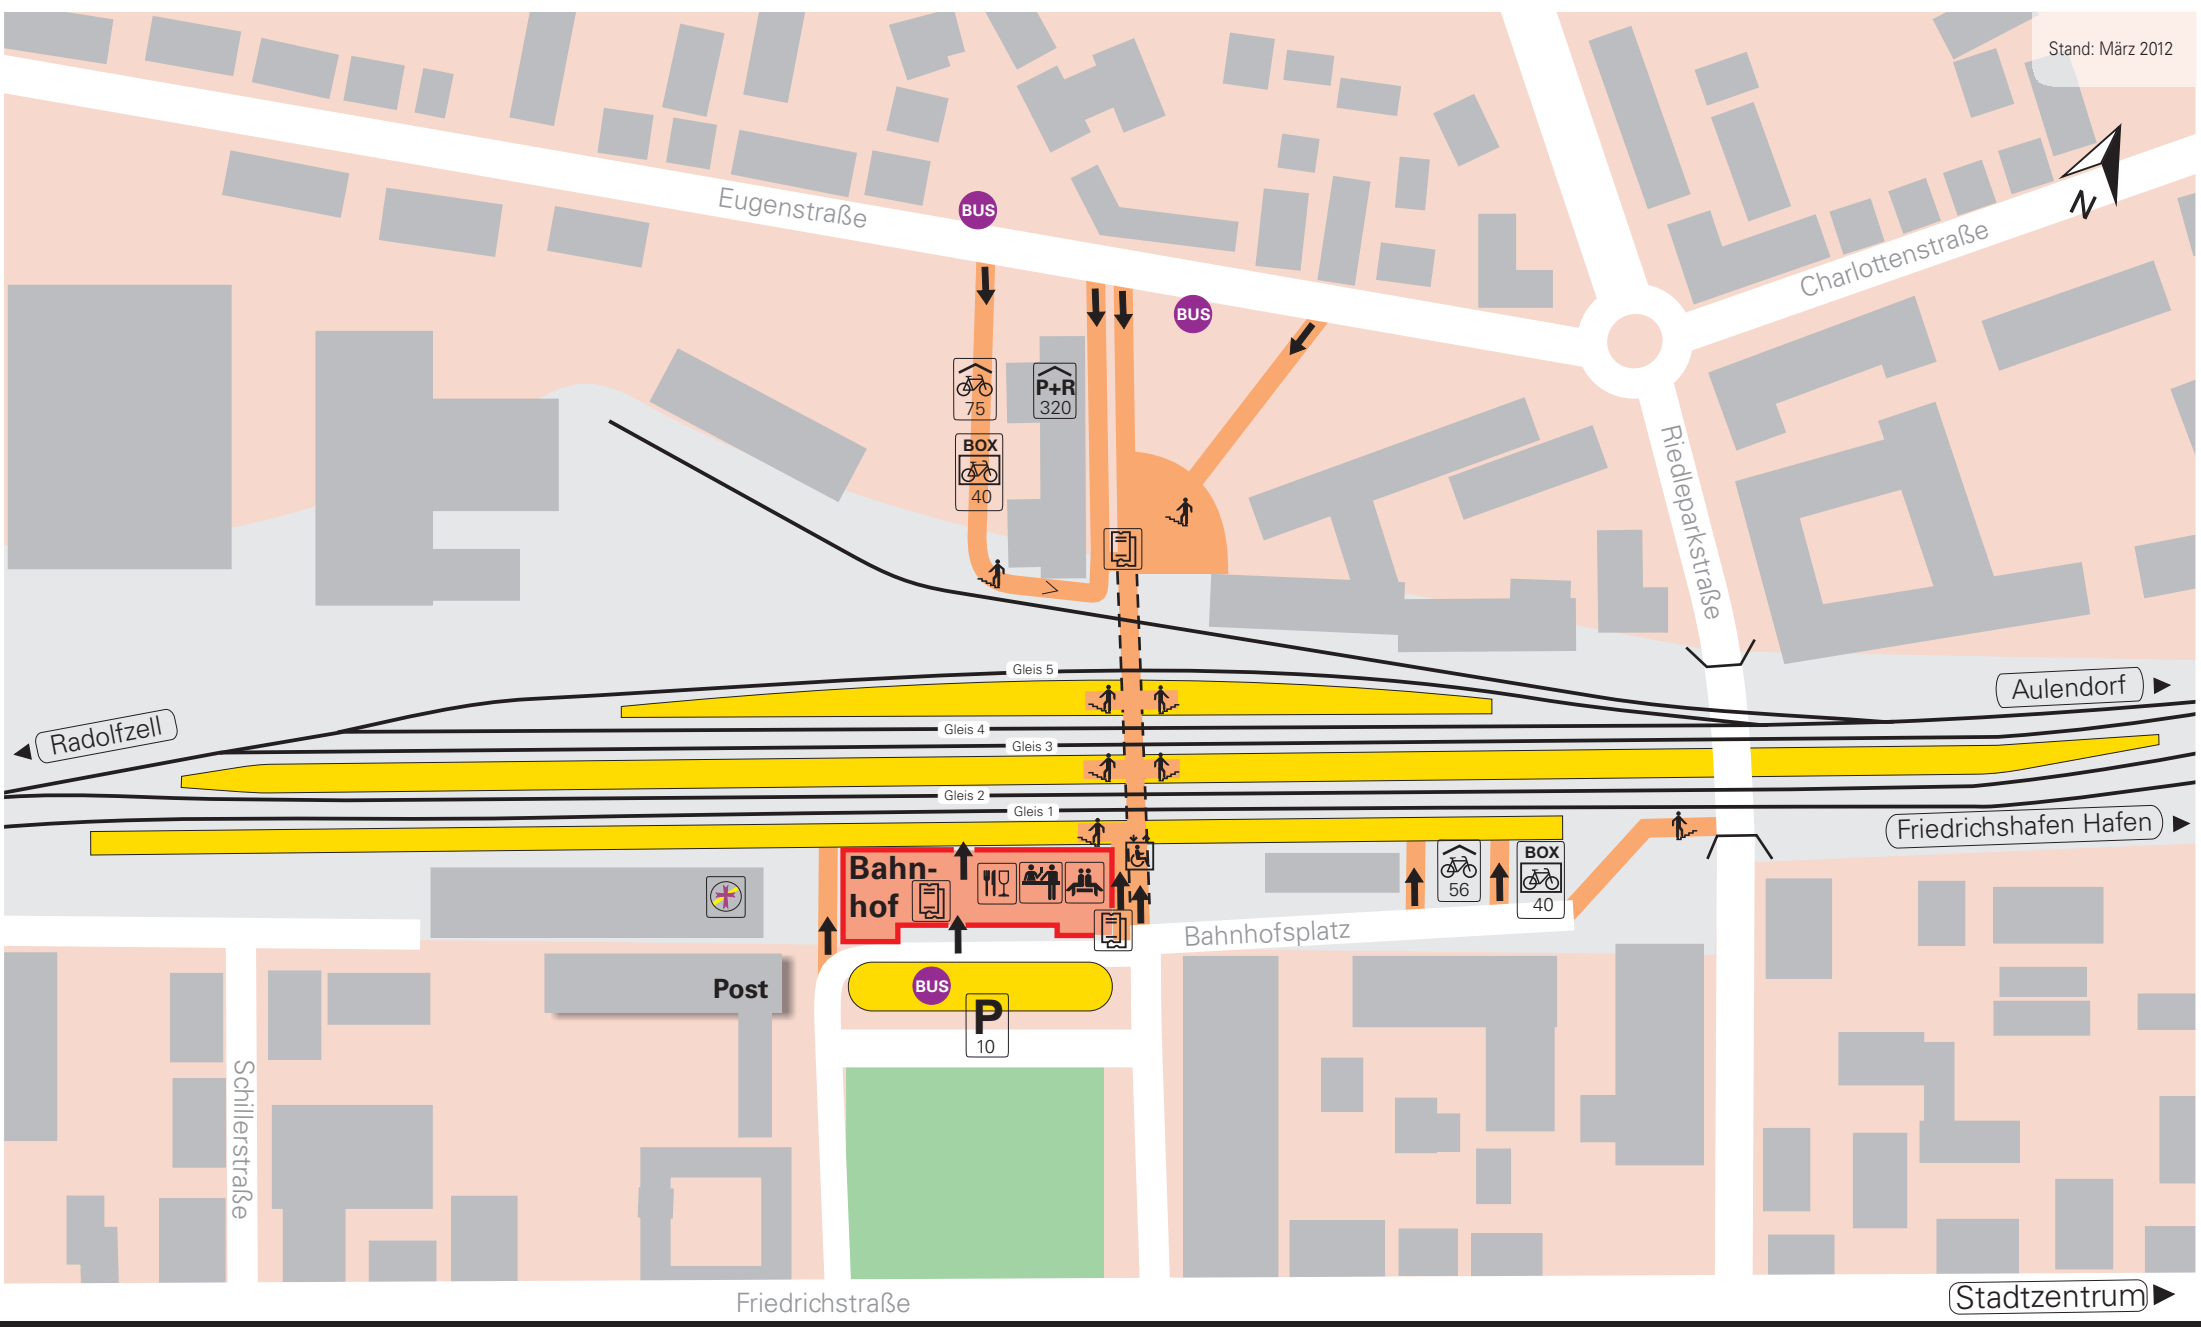 Stand: März 2012
Eugenstraße
BUS
BUS
Charlottenstraße
N
75
P+R
320
BOX
40
Riedleparkstraße
Gleis 5
Gleis 4
Gleis 3
Gleis 2
Gleis 1
Radolfzell
Aulendorf
Friedrichshafen Hafen
Bahn-
hof
56
BOX
40
Bahnhofsplatz
Post
BUS
P
10
Schillerstraße
Friedrichstraße
Stadtzentrum